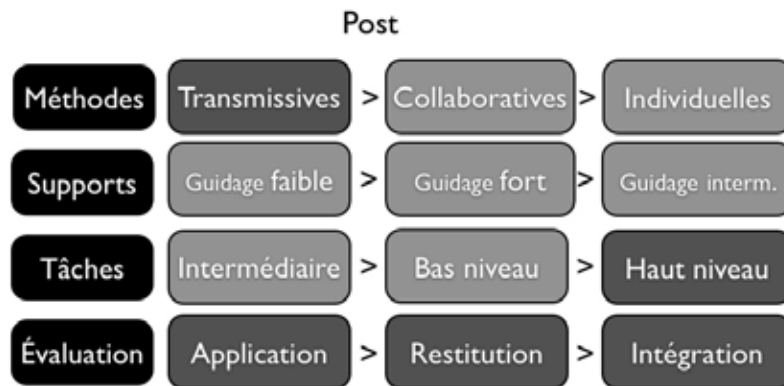 Post
Méthodes Transmissives > Collaboratives > Individuelles
Supports Guidage faible > Guidage fort > Guidage interm.
Tâches Intermédiaire > Bas niveau > Haut niveau
Évaluation Application > Restitution > Intégration